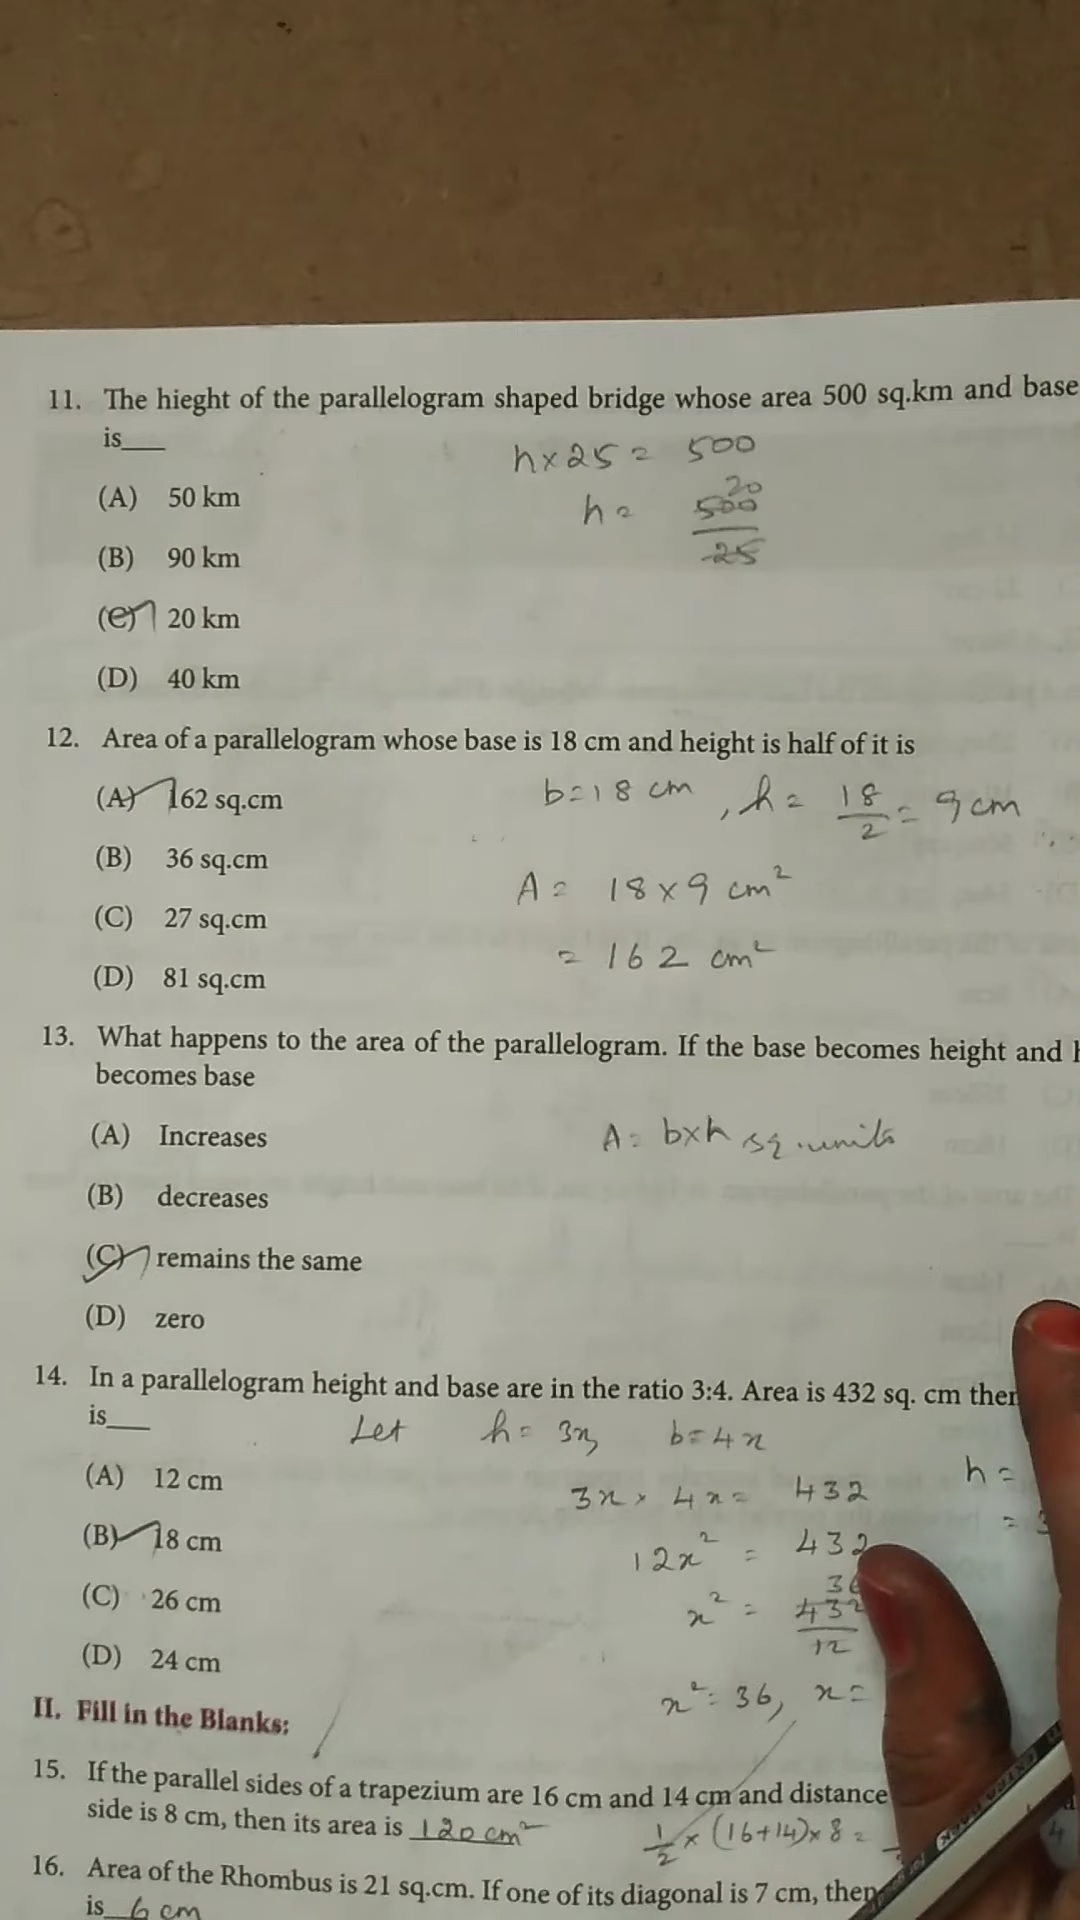 11. The hieght of the parallelogram shaped bridge whose area 500 sq.km and base
is___
h×25 = 500
h = 500/25
20
(A) 50 km
(B) 90 km
(C) 20 km
(D) 40 km
12. Area of a parallelogram whose base is 18 cm and height is half of it is
(A) 162 sq.cm
b=18 cm , h = 18/2 = 9 cm
(B) 36 sq.cm
A = 18×9 cm²
(C) 27 sq.cm
= 162 cm²
(D) 81 sq.cm
13. What happens to the area of the parallelogram. If the base becomes height and
becomes base
(A) Increases
A = b×h sq.units
(B) decreases
(C) remains the same
(D) zero
14. In a parallelogram height and base are in the ratio 3:4. Area is 432 sq. cm
is___
Let h = 3x, b = 4x
(A) 12 cm
3x × 4x = 432
h =
(B) 18 cm
12x² = 432
(C) 26 cm
x² = 432/12
(D) 24 cm
x² = 36, x =
II. Fill in the Blanks:
15. If the parallel sides of a trapezium are 16 cm and 14 cm and distance
side is 8 cm, then its area is 120 cm²
1/2 × (16+14) × 8 =
16. Area of the Rhombus is 21 sq.cm. If one of its diagonal is 7 cm, then
is 6 cm